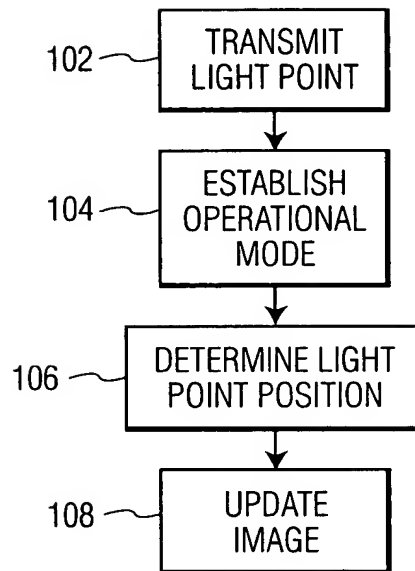 102
TRANSMIT
LIGHT POINT
104
ESTABLISH
OPERATIONAL
MODE
106
DETERMINE LIGHT
POINT POSITION
108
UPDATE
IMAGE